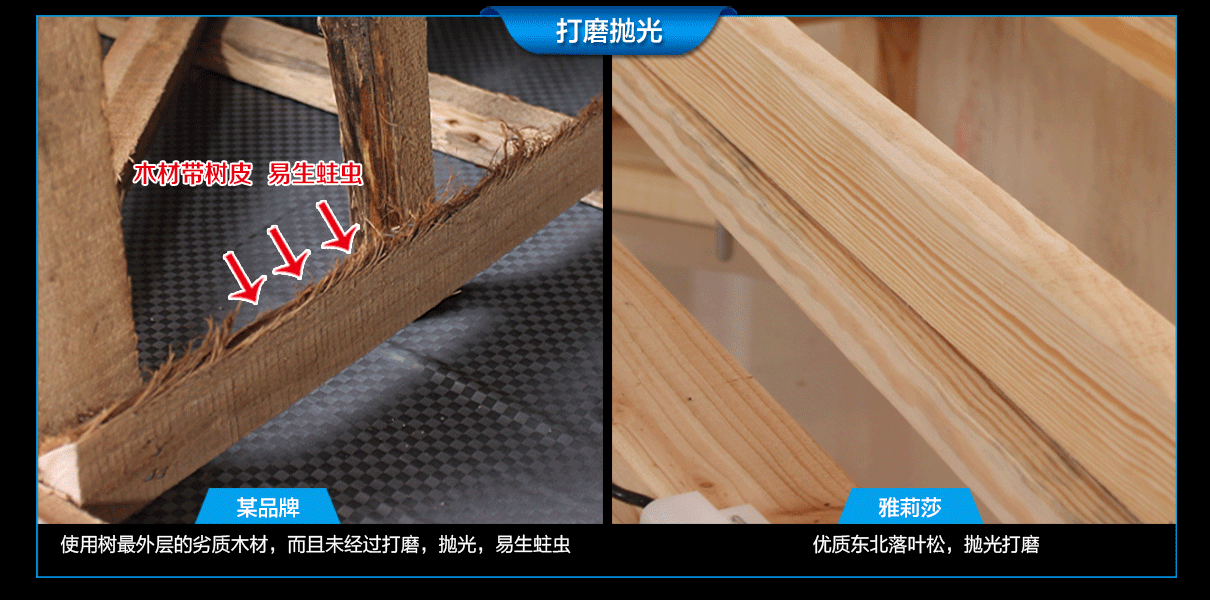 打磨抛光
木材带树皮 易生蛀虫
某品牌
雅莉莎
使用树最外层的劣质木材，而且未经过打磨，抛光，易生蛀虫
优质东北落叶松，抛光打磨